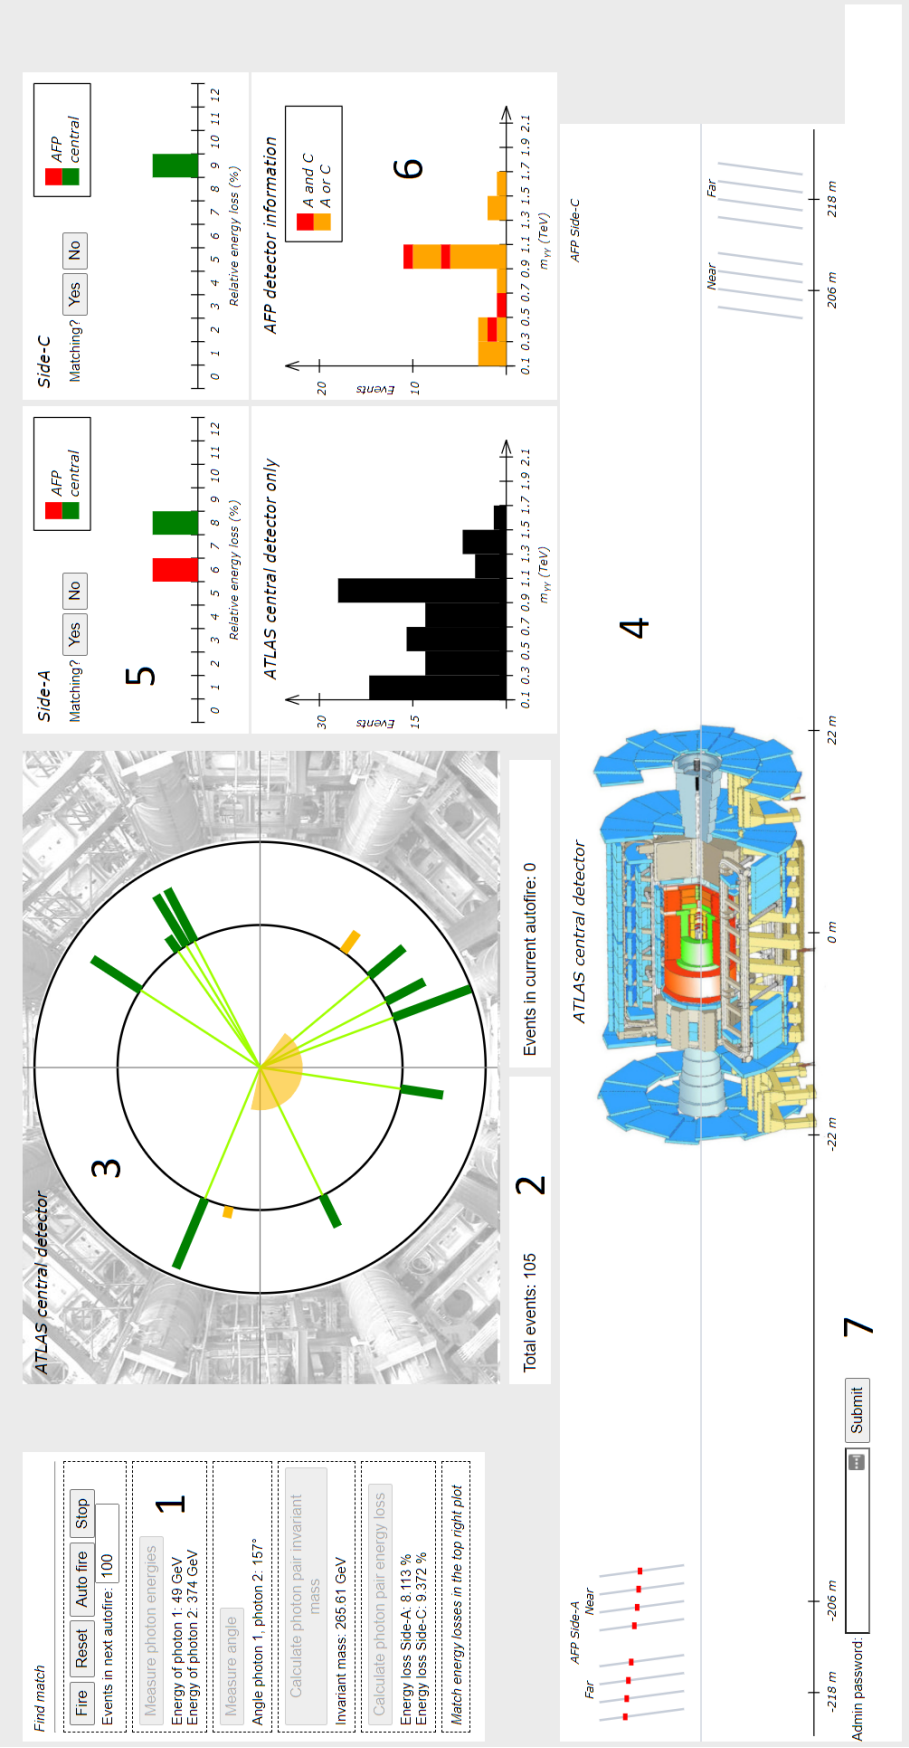 Find match
Fire Reset Auto fire Stop
Events in next autofire: 100
Measure photon energies
1
Energy of photon 1: 49 GeV
Energy of photon 2: 374 GeV
Measure angle
Angle photon 1, photon 2: 157°
Calculate photon pair invariant
mass
Invariant mass: 265.61 GeV
Calculate photon pair energy loss
Energy loss Side-A: 8.113 %
Energy loss Side-C: 9.372 %
Match energy losses in the top right plot
ATLAS central detector
3
Total events: 105
2
Events in current autofire: 0
Side-A
Matching? Yes No
AFP
central
5
0 1 2 3 4 5 6 7 8 9 10 11 12
Relative energy loss (%)
Side-C
Matching? Yes No
AFP
central
0 1 2 3 4 5 6 7 8 9 10 11 12
Relative energy loss (%)
ATLAS central detector only
30
15
Events
0.1 0.3 0.5 0.7 0.9 1.1 1.3 1.5 1.7 1.9 2.1
mγγ (TeV)
AFP detector information
A and C
A or C
6
20
10
Events
0.1 0.3 0.5 0.7 0.9 1.1 1.3 1.5 1.7 1.9 2.1
mγγ (TeV)
AFP Side-A
Far Near
ATLAS central detector
4
AFP Side-C
Near Far
-218 m -206 m -22 m 0 m 22 m 206 m 218 m
Admin password: Submit
7